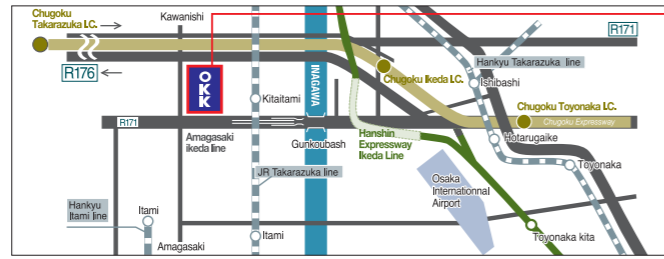 Chugoku
Takarazuka I.C.
Kawanishi
R171
R176
OKK
INAGAWA
Hankyu Takarazuka line
Chugoku Ikeda I.C.
Ishibashi
Kitaitami
Chugoku Toyonaka I.C.
R171
Chugoku Expressway
Amagasaki
ikeda line
Gunkoubash
Hanshin
Expressway
Ikeda Line
Hotarugaike
Toyonaka
JR Takarazuka line
Osaka
Internationnal
Airport
Hankyu
Itami line
Itami
Itami
Amagasaki
Toyonaka kita